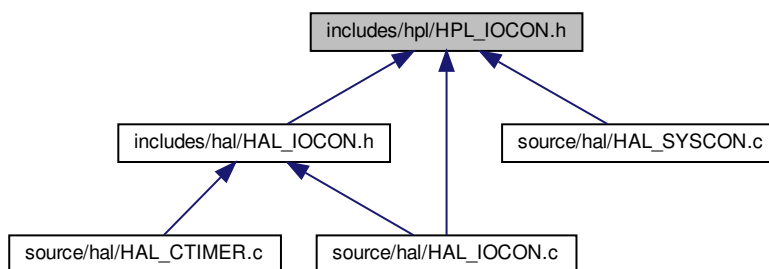 includes/hpl/HPL_IOCON.h
includes/hal/HAL_IOCON.h
source/hal/HAL_SYSCON.c
source/hal/HAL_CTIMER.c
source/hal/HAL_IOCON.c